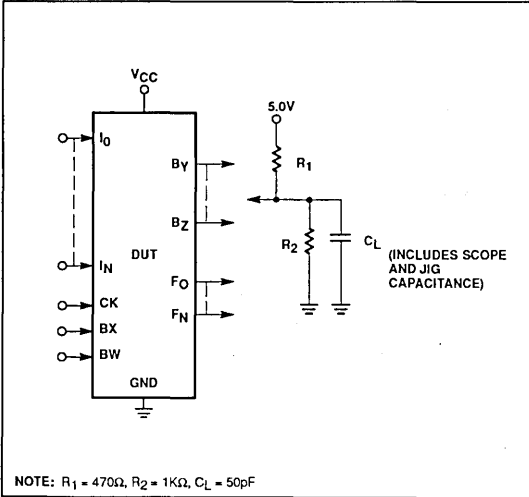 VCC
5.0V
I0
R1
BY
BZ
R2
CL
(INCLUDES SCOPE
AND JIG
CAPACITANCE)
DUT
IN
FO
CK
FN
BX
BW
GND
NOTE: R1 = 470Ω, R2 = 1KΩ, CL = 50pF